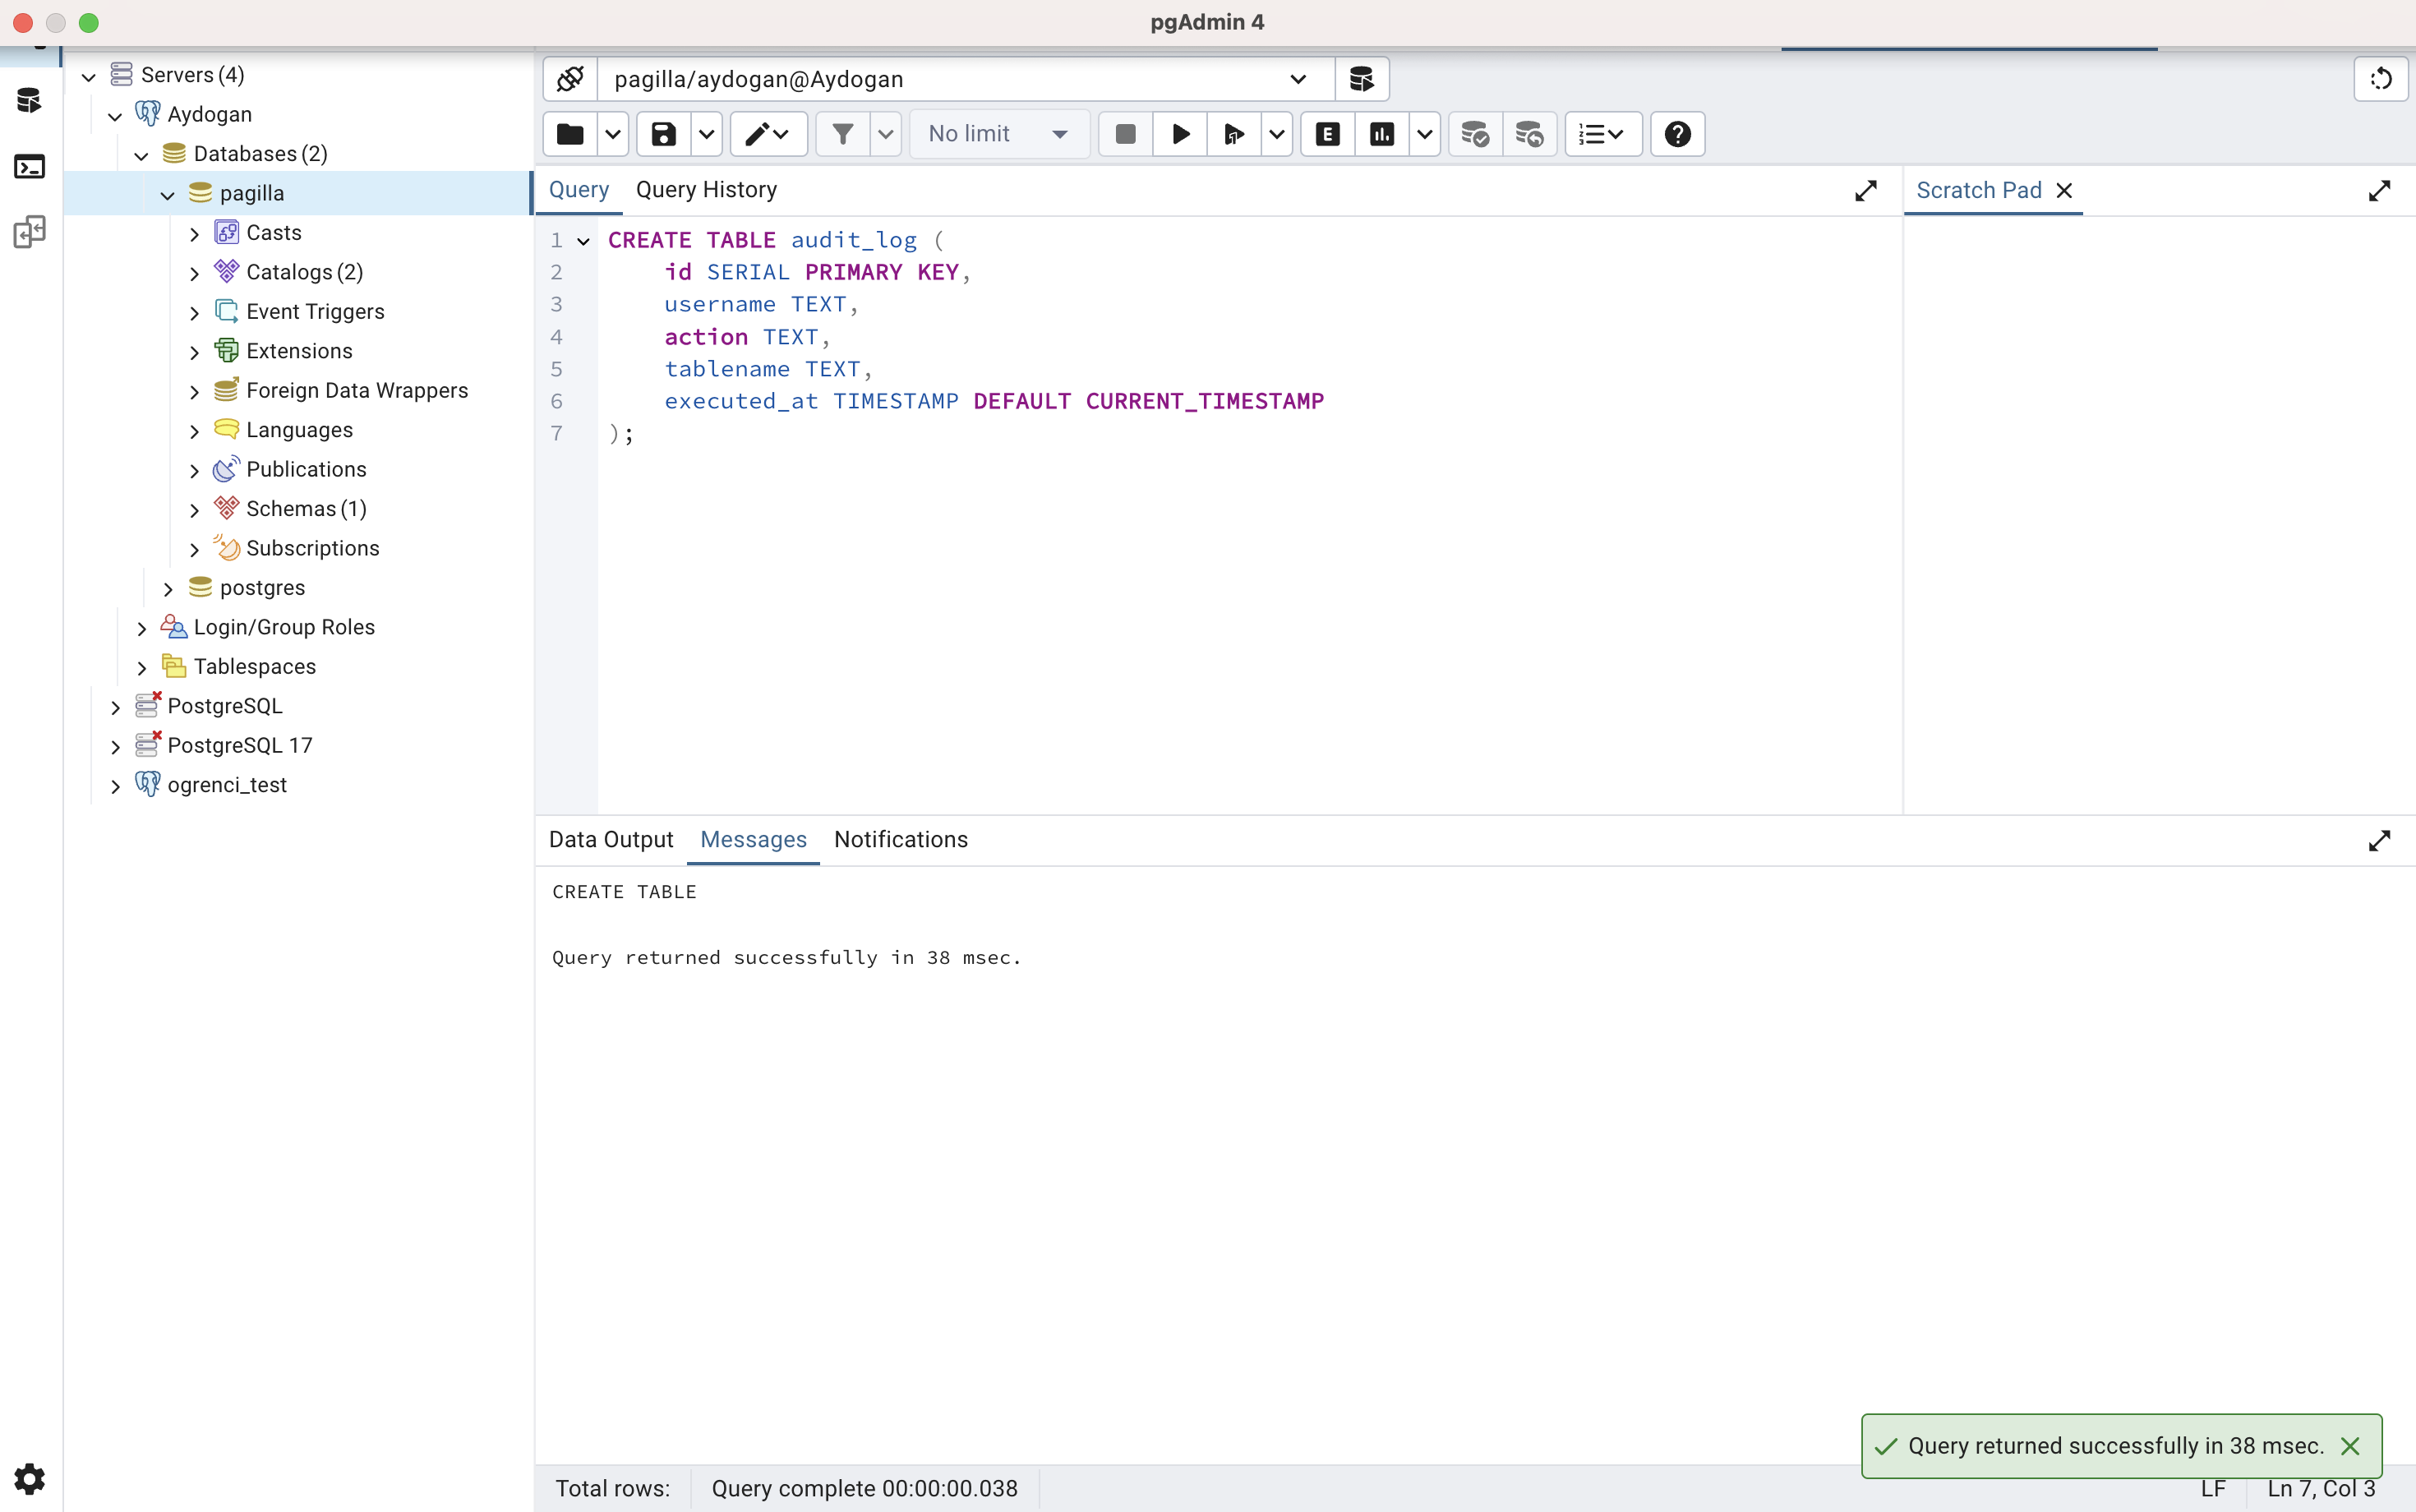 pgAdmin 4
Servers (4)
Aydogan
Databases (2)
pagilla
Casts
Catalogs (2)
Event Triggers
Extensions
Foreign Data Wrappers
Languages
Publications
Schemas (1)
Subscriptions
postgres
Login/Group Roles
Tablespaces
PostgreSQL
PostgreSQL 17
ogrenci_test
pagilla/aydogan@Aydogan
No limit
E
Query Query History
Scratch Pad
1 CREATE TABLE audit_log (
2 id SERIAL PRIMARY KEY,
3 username TEXT,
4 action TEXT,
5 tablename TEXT,
6 executed_at TIMESTAMP DEFAULT CURRENT_TIMESTAMP
7 );
Data Output Messages Notifications
CREATE TABLE
Query returned successfully in 38 msec.
Query returned successfully in 38 msec.
Total rows: Query complete 00:00:00.038 LF Ln 7, Col 3